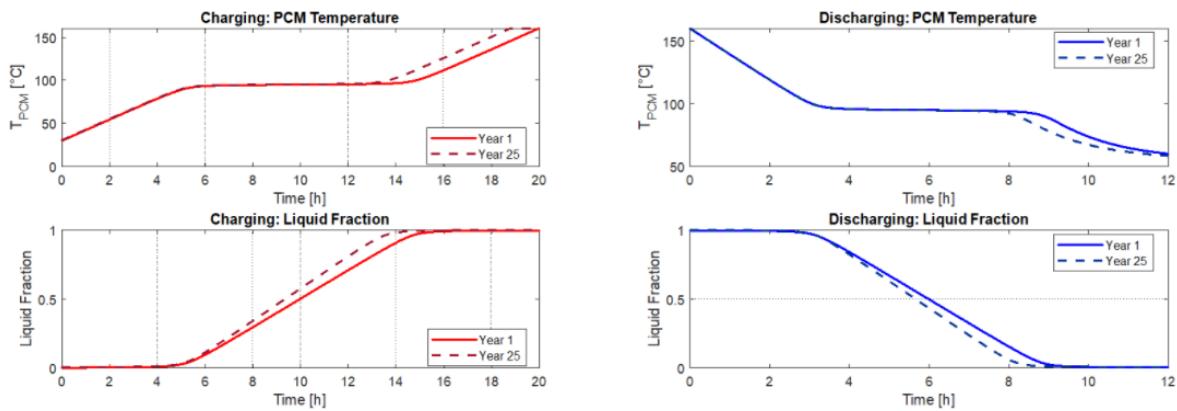 Charging: PCM Temperature
150
100
50
0
T_PCM [°C]
Year 1
Year 25
0 2 4 6 8 10 12 14 16 18 20
Time [h]
Discharging: PCM Temperature
150
100
50
T_PCM [°C]
Year 1
Year 25
0 2 4 6 8 10 12
Time [h]
Charging: Liquid Fraction
1
0.5
0
Liquid Fraction
Year 1
Year 25
0 2 4 6 8 10 12 14 16 18 20
Time [h]
Discharging: Liquid Fraction
1
0.5
0
Liquid Fraction
Year 1
Year 25
0 2 4 6 8 10 12
Time [h]